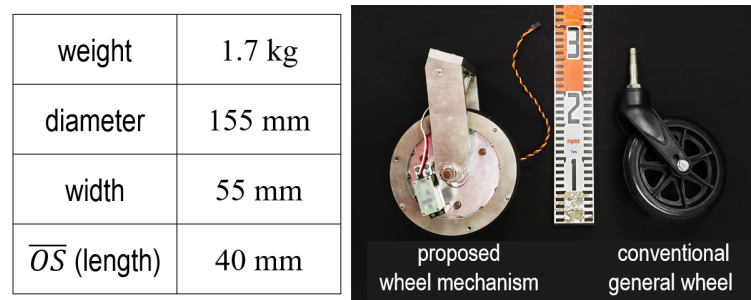 weight 1.7 kg
diameter 155 mm
width 55 mm
OS (length) 40 mm
3
2
1
proposed
wheel mechanism
conventional
general wheel